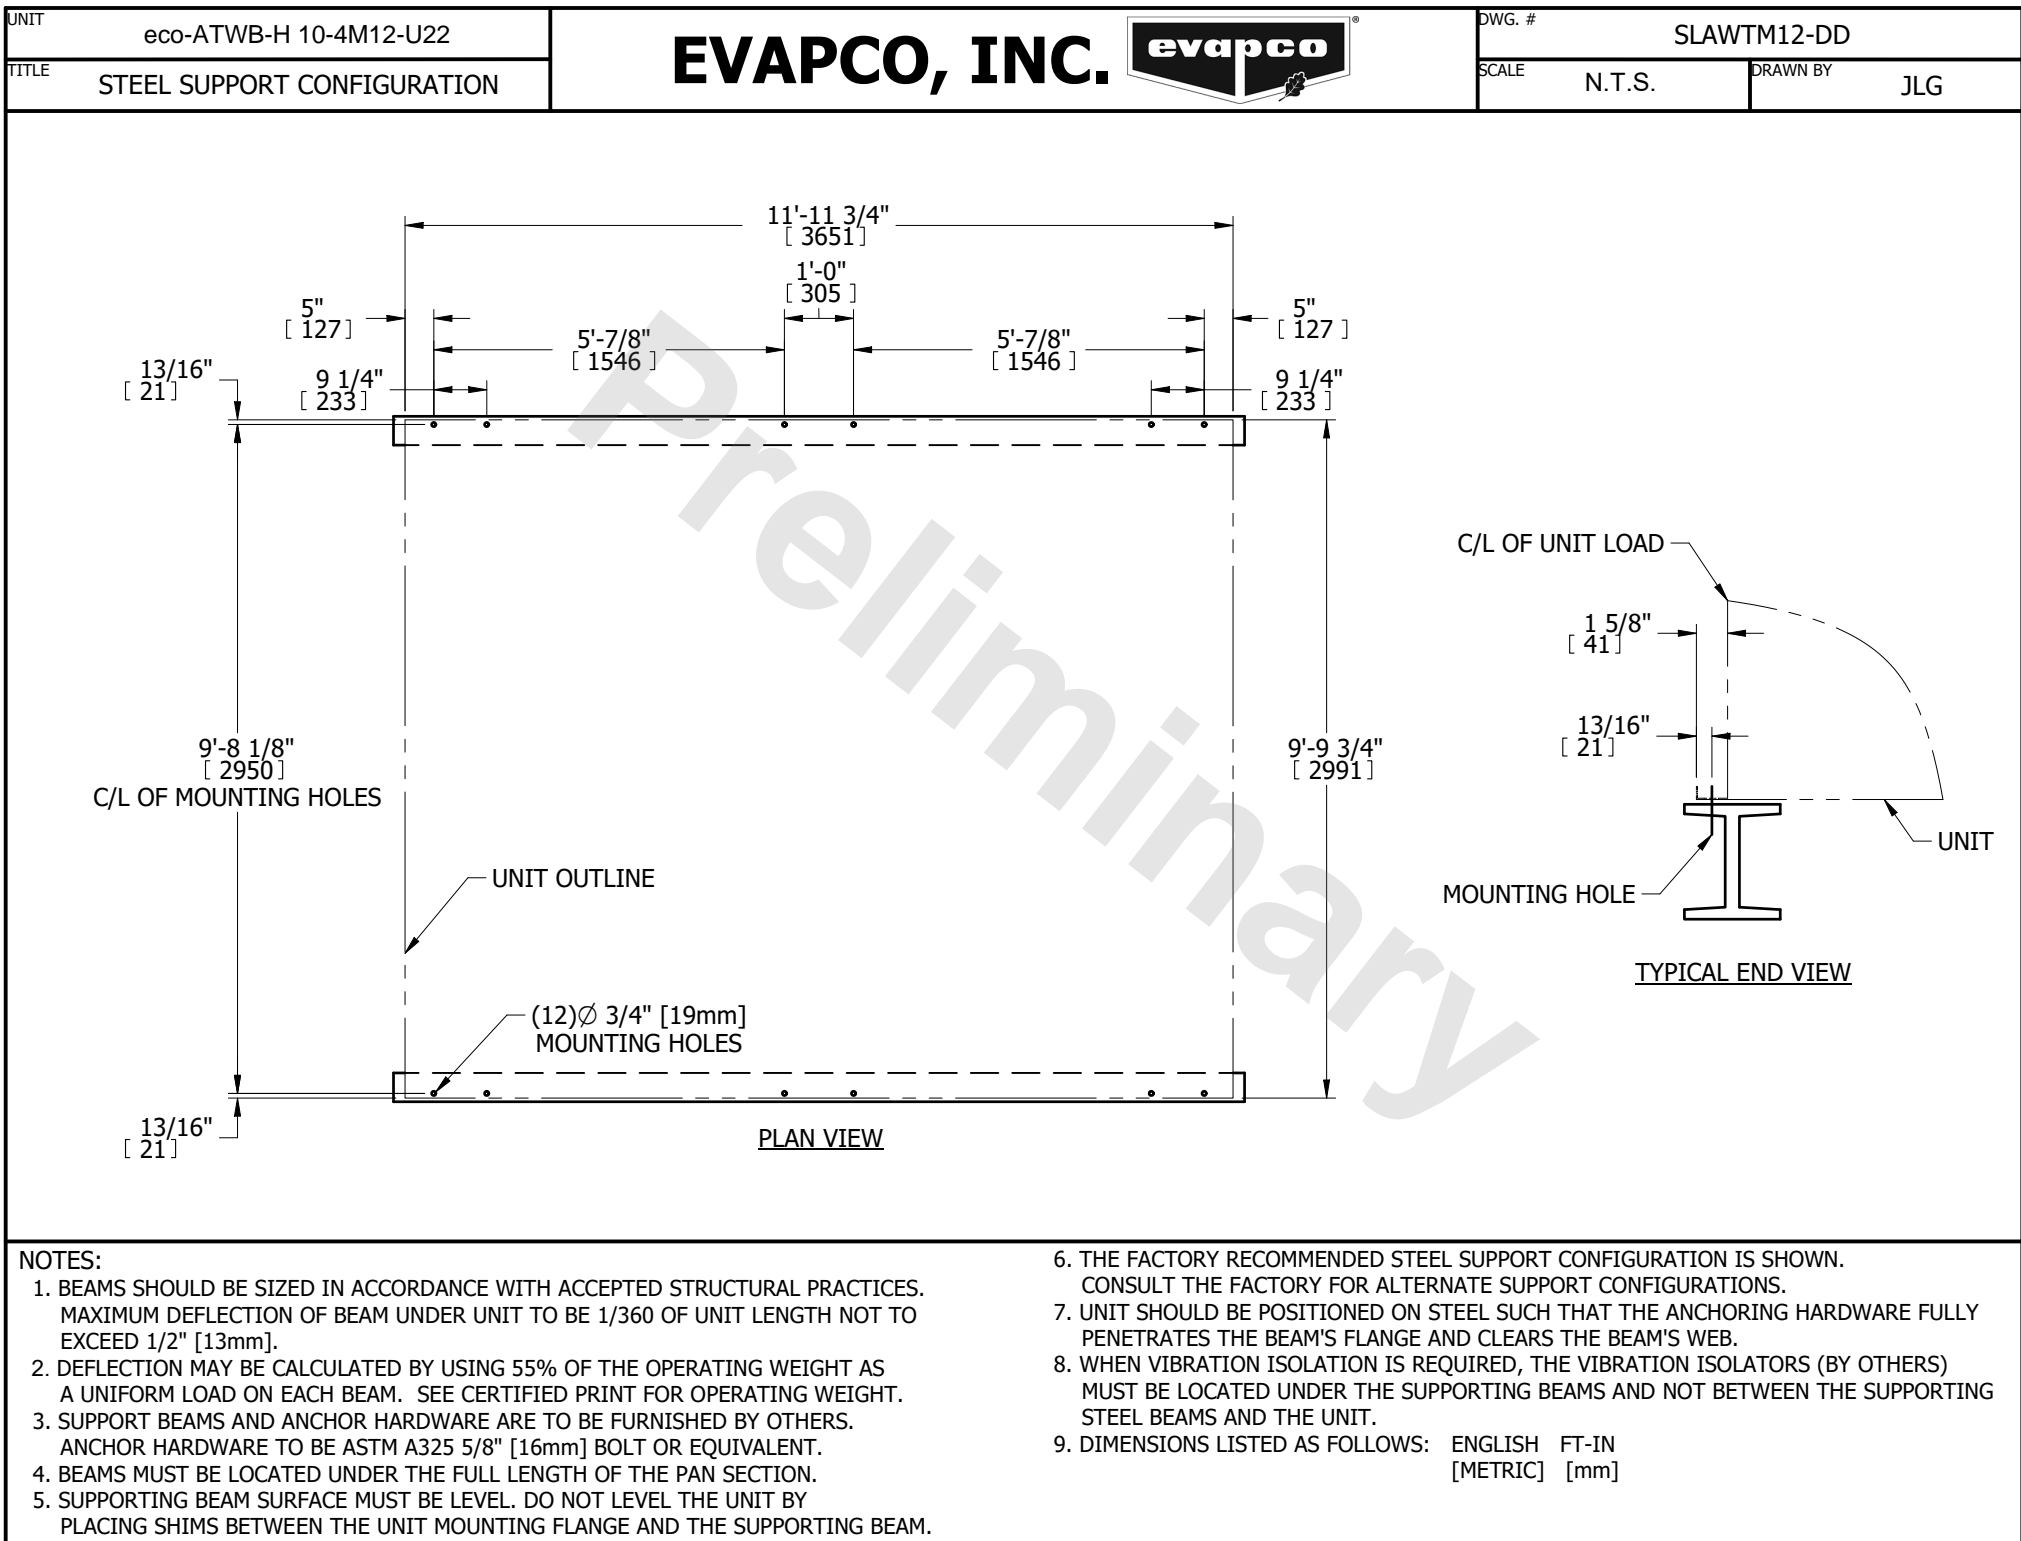 UNIT
eco-ATWB-H 10-4M12-U22
TITLE
STEEL SUPPORT CONFIGURATION
EVAPCO, INC.
evapco
®
DWG. #
SLAWTM12-DD
SCALE
N.T.S.
DRAWN BY
JLG
11'-11 3/4"
[ 3651]
1'-0"
[ 305 ]
5"
[ 127]
5"
[ 127 ]
5'-7/8"
[ 1546 ]
5'-7/8"
[ 1546 ]
13/16"
[ 21]
9 1/4"
[ 233]
9 1/4"
[ 233 ]
Preliminary
C/L OF UNIT LOAD
1 5/8"
[ 41]
13/16"
[ 21]
9'-8 1/8"
[ 2950]
C/L OF MOUNTING HOLES
9'-9 3/4"
[ 2991]
UNIT
UNIT OUTLINE
MOUNTING HOLE
TYPICAL END VIEW
(12)∅ 3/4" [19mm]
MOUNTING HOLES
13/16"
[ 21]
PLAN VIEW
NOTES:
1. BEAMS SHOULD BE SIZED IN ACCORDANCE WITH ACCEPTED STRUCTURAL PRACTICES.
MAXIMUM DEFLECTION OF BEAM UNDER UNIT TO BE 1/360 OF UNIT LENGTH NOT TO
EXCEED 1/2" [13mm].
2. DEFLECTION MAY BE CALCULATED BY USING 55% OF THE OPERATING WEIGHT AS
A UNIFORM LOAD ON EACH BEAM. SEE CERTIFIED PRINT FOR OPERATING WEIGHT.
3. SUPPORT BEAMS AND ANCHOR HARDWARE ARE TO BE FURNISHED BY OTHERS.
ANCHOR HARDWARE TO BE ASTM A325 5/8" [16mm] BOLT OR EQUIVALENT.
4. BEAMS MUST BE LOCATED UNDER THE FULL LENGTH OF THE PAN SECTION.
5. SUPPORTING BEAM SURFACE MUST BE LEVEL. DO NOT LEVEL THE UNIT BY
PLACING SHIMS BETWEEN THE UNIT MOUNTING FLANGE AND THE SUPPORTING BEAM.
6. THE FACTORY RECOMMENDED STEEL SUPPORT CONFIGURATION IS SHOWN.
CONSULT THE FACTORY FOR ALTERNATE SUPPORT CONFIGURATIONS.
7. UNIT SHOULD BE POSITIONED ON STEEL SUCH THAT THE ANCHORING HARDWARE FULLY
PENETRATES THE BEAM'S FLANGE AND CLEARS THE BEAM'S WEB.
8. WHEN VIBRATION ISOLATION IS REQUIRED, THE VIBRATION ISOLATORS (BY OTHERS)
MUST BE LOCATED UNDER THE SUPPORTING BEAMS AND NOT BETWEEN THE SUPPORTING
STEEL BEAMS AND THE UNIT.
9. DIMENSIONS LISTED AS FOLLOWS: ENGLISH FT-IN
[METRIC] [mm]